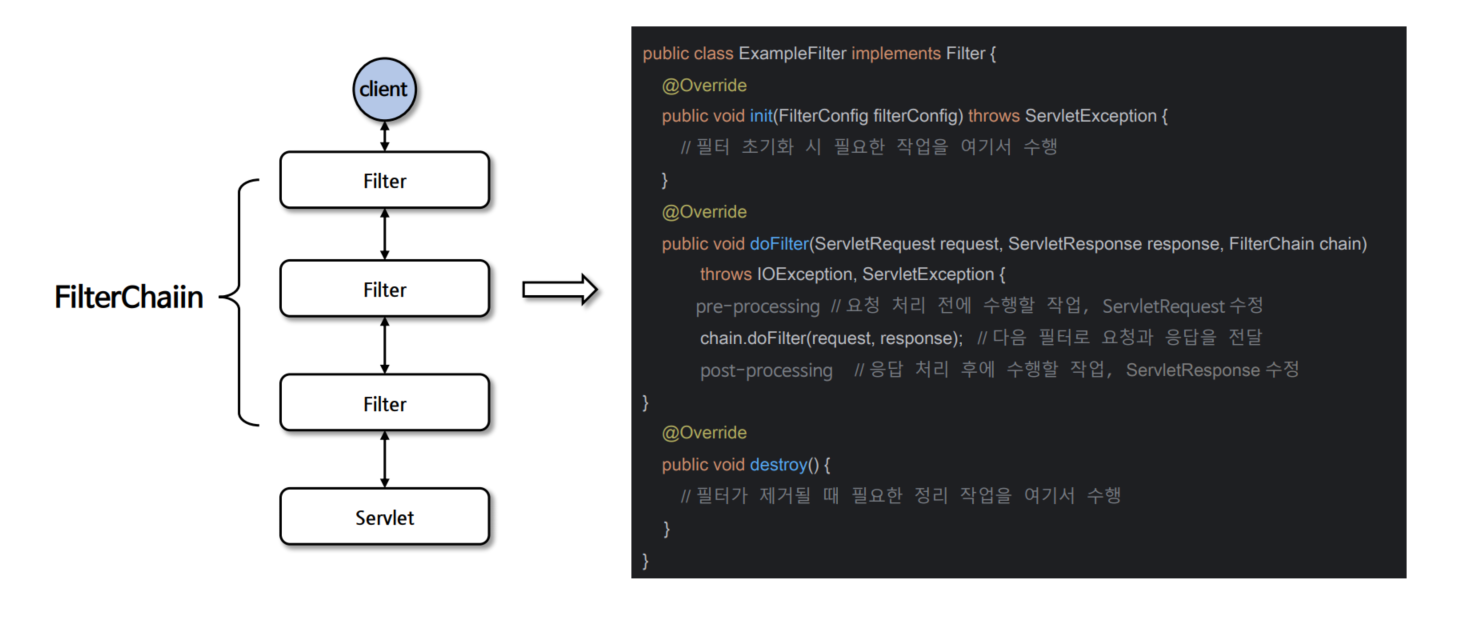 client
Filter
Filter
FilterChaiin
Filter
Servlet
public class ExampleFilter implements Filter {
@Override
public void init(FilterConfig filterConfig) throws ServletException {
// 필터 초기화 시 필요한 작업을 여기서 수행
}
@Override
public void doFilter(ServletRequest request, ServletResponse response, FilterChain chain)
throws IOException, ServletException {
pre-processing // 요청 처리 전에 수행할 작업, ServletRequest 수정
chain.doFilter(request, response); // 다음 필터로 요청과 응답을 전달
post-processing // 응답 처리 후에 수행할 작업, ServletResponse 수정
}
@Override
public void destroy() {
// 필터가 제거될 때 필요한 정리 작업을 여기서 수행
}
}